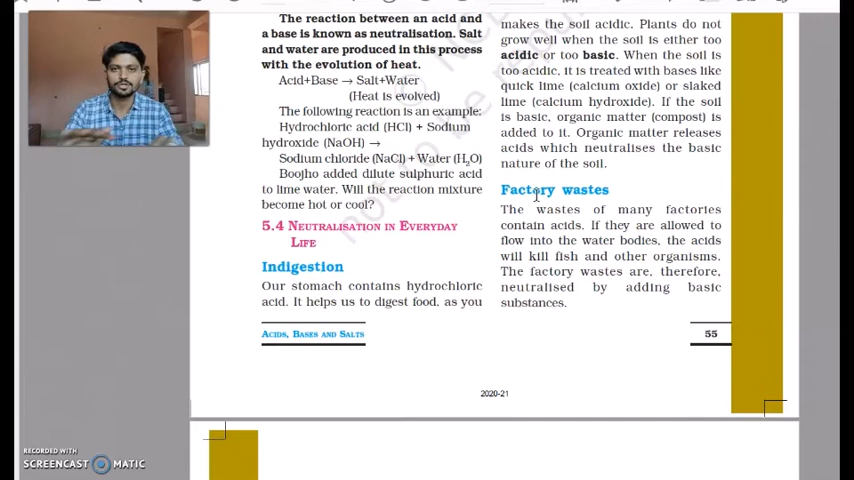 The reaction between an acid and
a base is known as neutralisation. Salt
and water are produced in this process
with the evolution of heat.
Acid+Base → Salt+Water
(Heat is evolved)
The following reaction is an example:
Hydrochloric acid (HCl) + Sodium
hydroxide (NaOH) →
Sodium chloride (NaCl) + Water (H₂O)
Boojho added dilute sulphuric acid
to lime water. Will the reaction mixture
become hot or cool?
5.4 NEUTRALISATION IN EVERYDAY
LIFE
Indigestion
Our stomach contains hydrochloric
acid. It helps us to digest food, as you
makes the soil acidic. Plants do not
grow well when the soil is either too
acidic or too basic. When the soil is
too acidic, it is treated with bases like
quick lime (calcium oxide) or slaked
lime (calcium hydroxide). If the soil
is basic, organic matter (compost) is
added to it. Organic matter releases
acids which neutralises the basic
nature of the soil.
Factory wastes
The wastes of many factories
contain acids. If they are allowed to
flow into the water bodies, the acids
will kill fish and other organisms.
The factory wastes are, therefore,
neutralised by adding basic
substances.
ACIDS, BASES AND SALTS
55
2020-21
not to be
RECORDED WITH
SCREENCAST MATIC